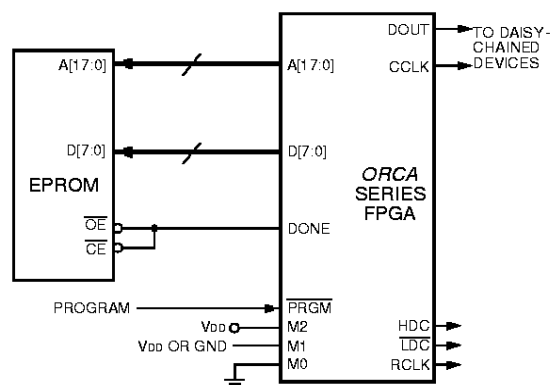 DOUT
TO DAISY-
CHAINED
DEVICES
A[17:0]
A[17:0]
CCLK
D[7:0]
D[7:0]
EPROM
ORCA
SERIES
FPGA
OE
CE
DONE
PROGRAM
PRGM
VDD
M2
HDC
VDD OR GND
M1
LDC
M0
RCLK